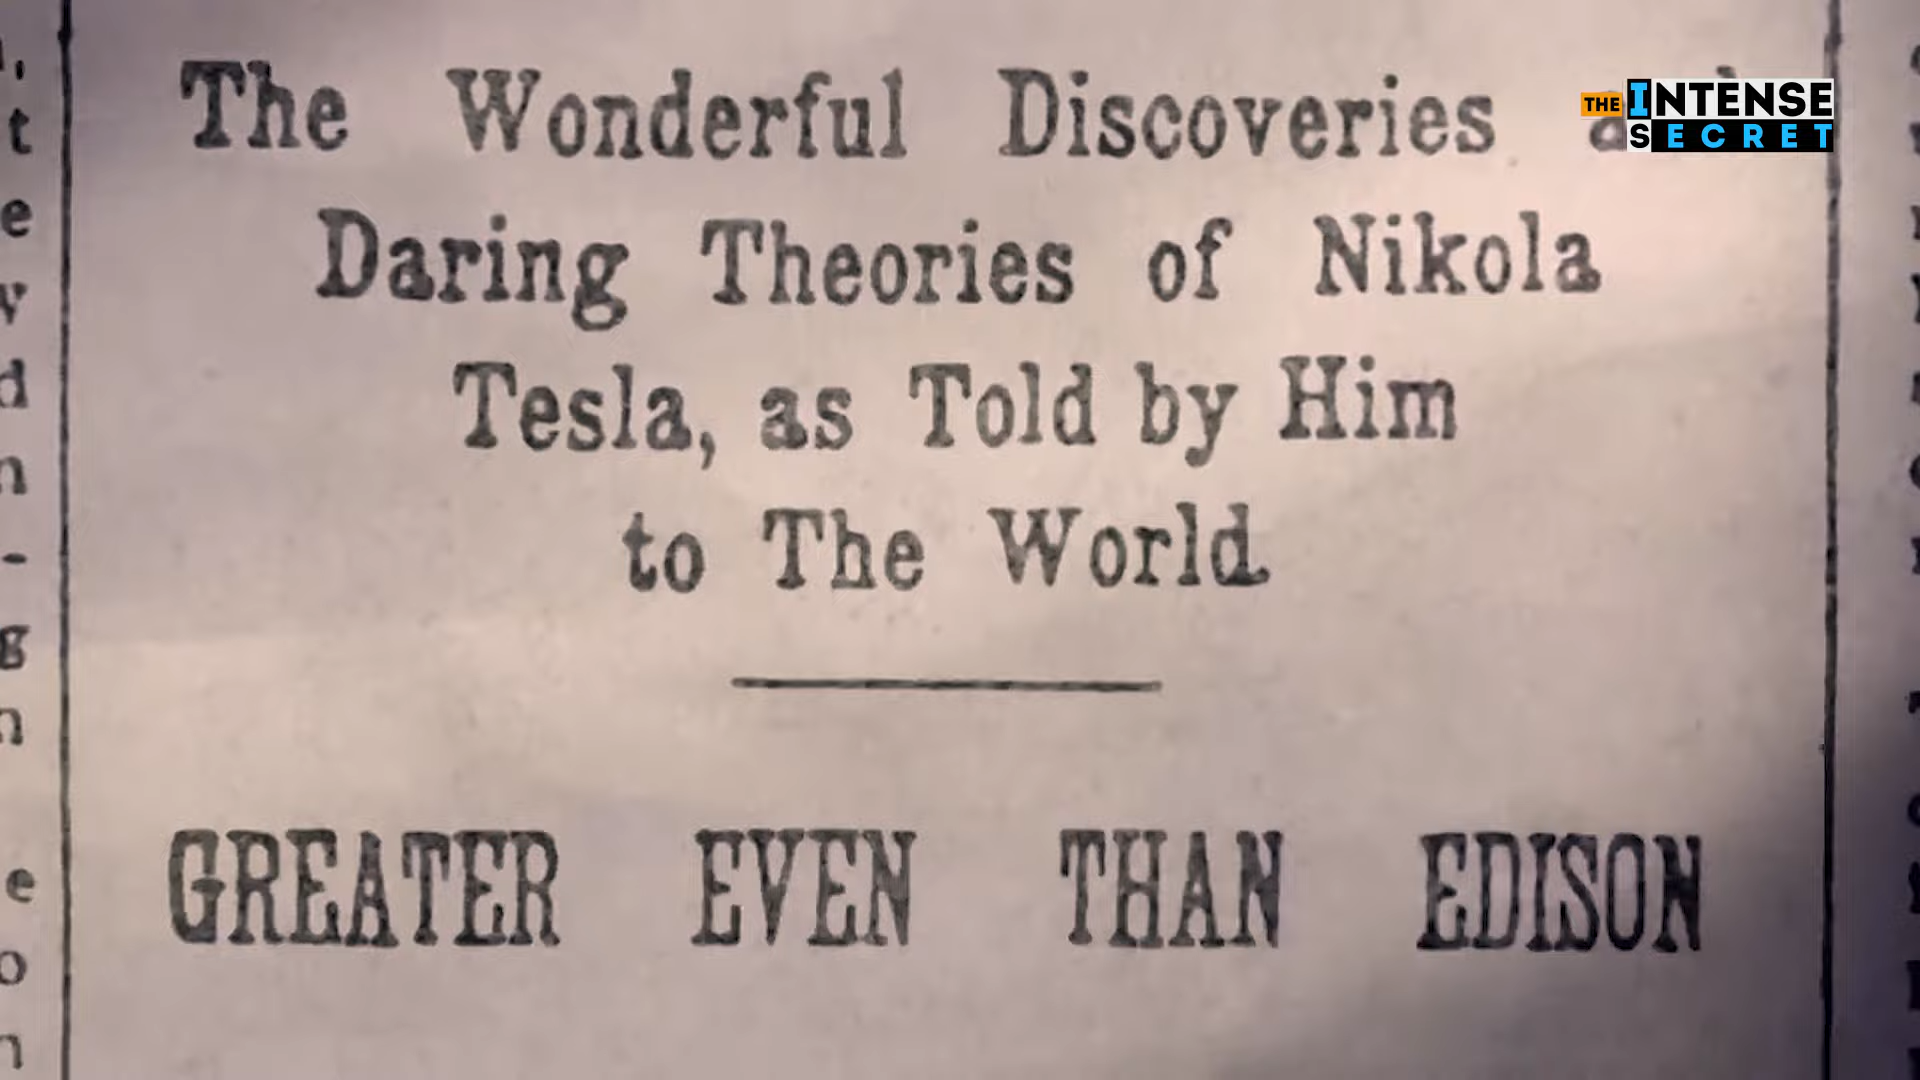 The Wonderful Discoveries
Daring Theories of Nikola
Tesla, as Told by Him
to The World
GREATER EVEN THAN EDISON
THE INTENSE
SECRET